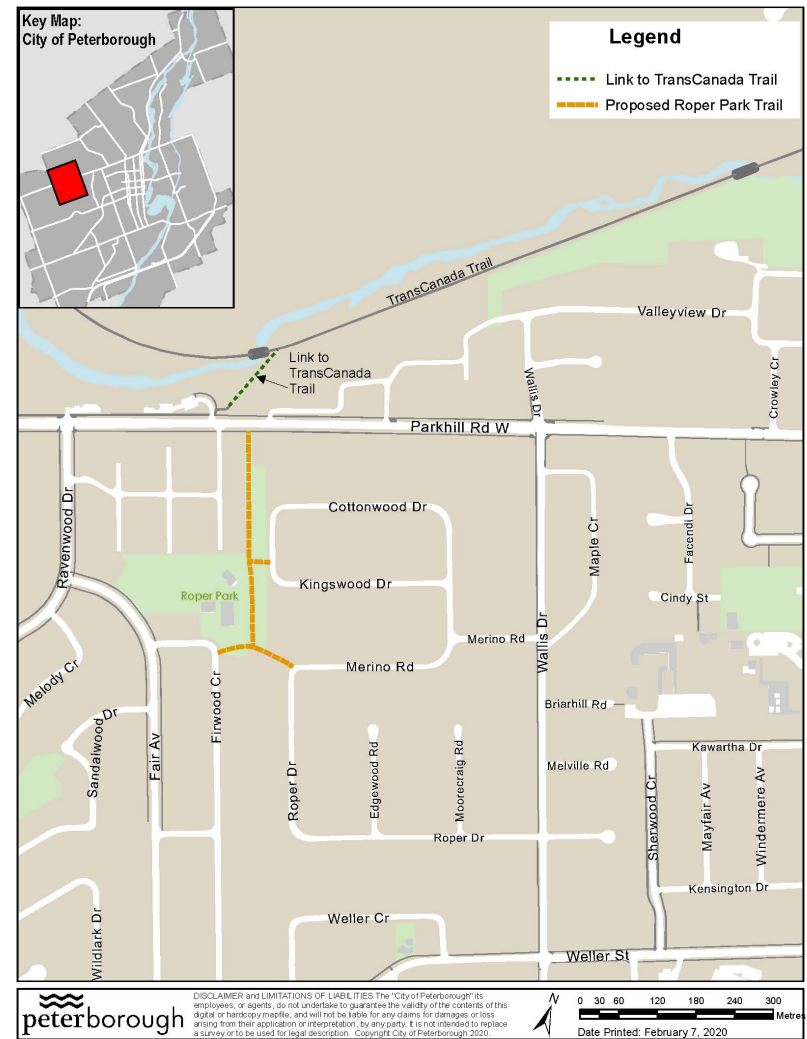 Key Map:
City of Peterborough
Legend
Link to TransCanada Trail
Proposed Roper Park Trail
TransCanada Trail
Valleyview Dr
Link to
TransCanada
Trail
Wallis Dr
Crowley Cr
Parkhill Rd W
Ravenwood Dr
Cottonwood Dr
Maple Cr
Facendi Dr
Kingswood Dr
Roper Park
Cindy St
Wallis Dr
Merino Rd
Merino Rd
Melody Cr
Firwood Cr
Sandalwood Dr
Fair Av
Briarhill Rd
Kawartha Dr
Roper Dr
Edgewood Rd
Moorecraig Rd
Melville Rd
Sherwood Cr
Mayfair Av
Windermere Av
Roper Dr
Kensington Dr
Weller Cr
Wildlark Dr
Weller St
peterborough
DISCLAIMER and LIMITATIONS OF LIABILITIES The "City of Peterborough" its
employees, or agents, do not undertake to guarantee the validity of the contents of this
digital or hardcopy mapfile, and will not be liable for any claims for damages or loss
arising from their application or interpretation, by any party. It is not intended to replace
a survey or to be used for legal description. Copyright City of Peterborough 2020.
N
0 30 60 120 180 240 300
Metres
Date Printed: February 7, 2020